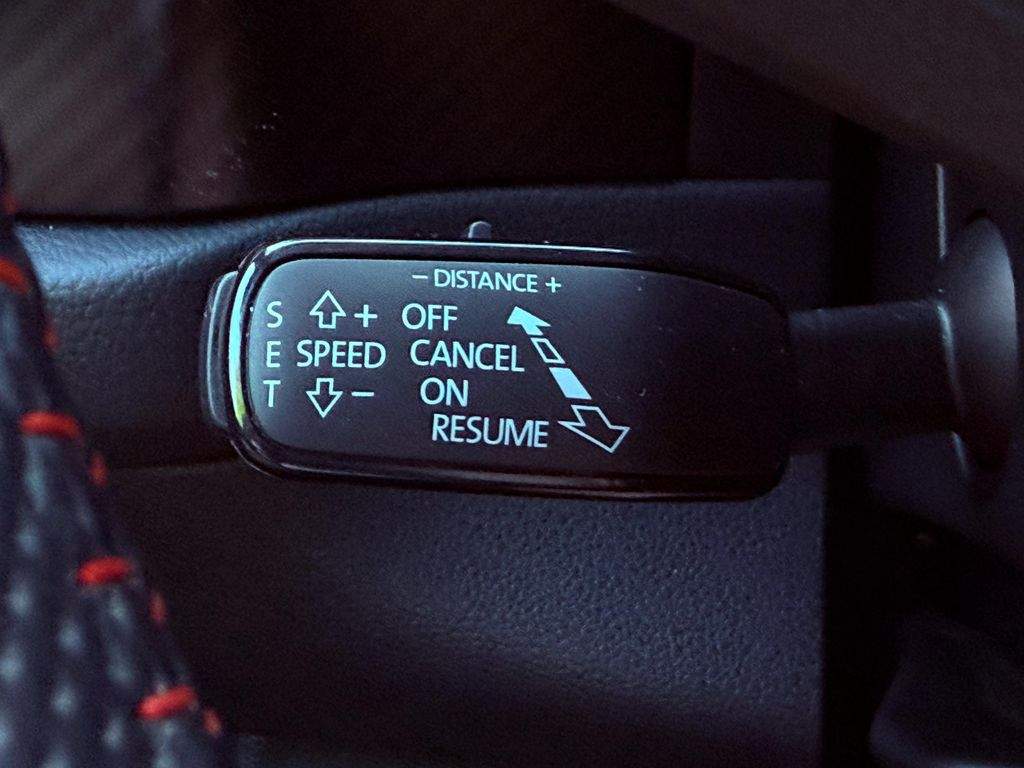 − DISTANCE +
S + OFF
E SPEED CANCEL
T − ON
RESUME